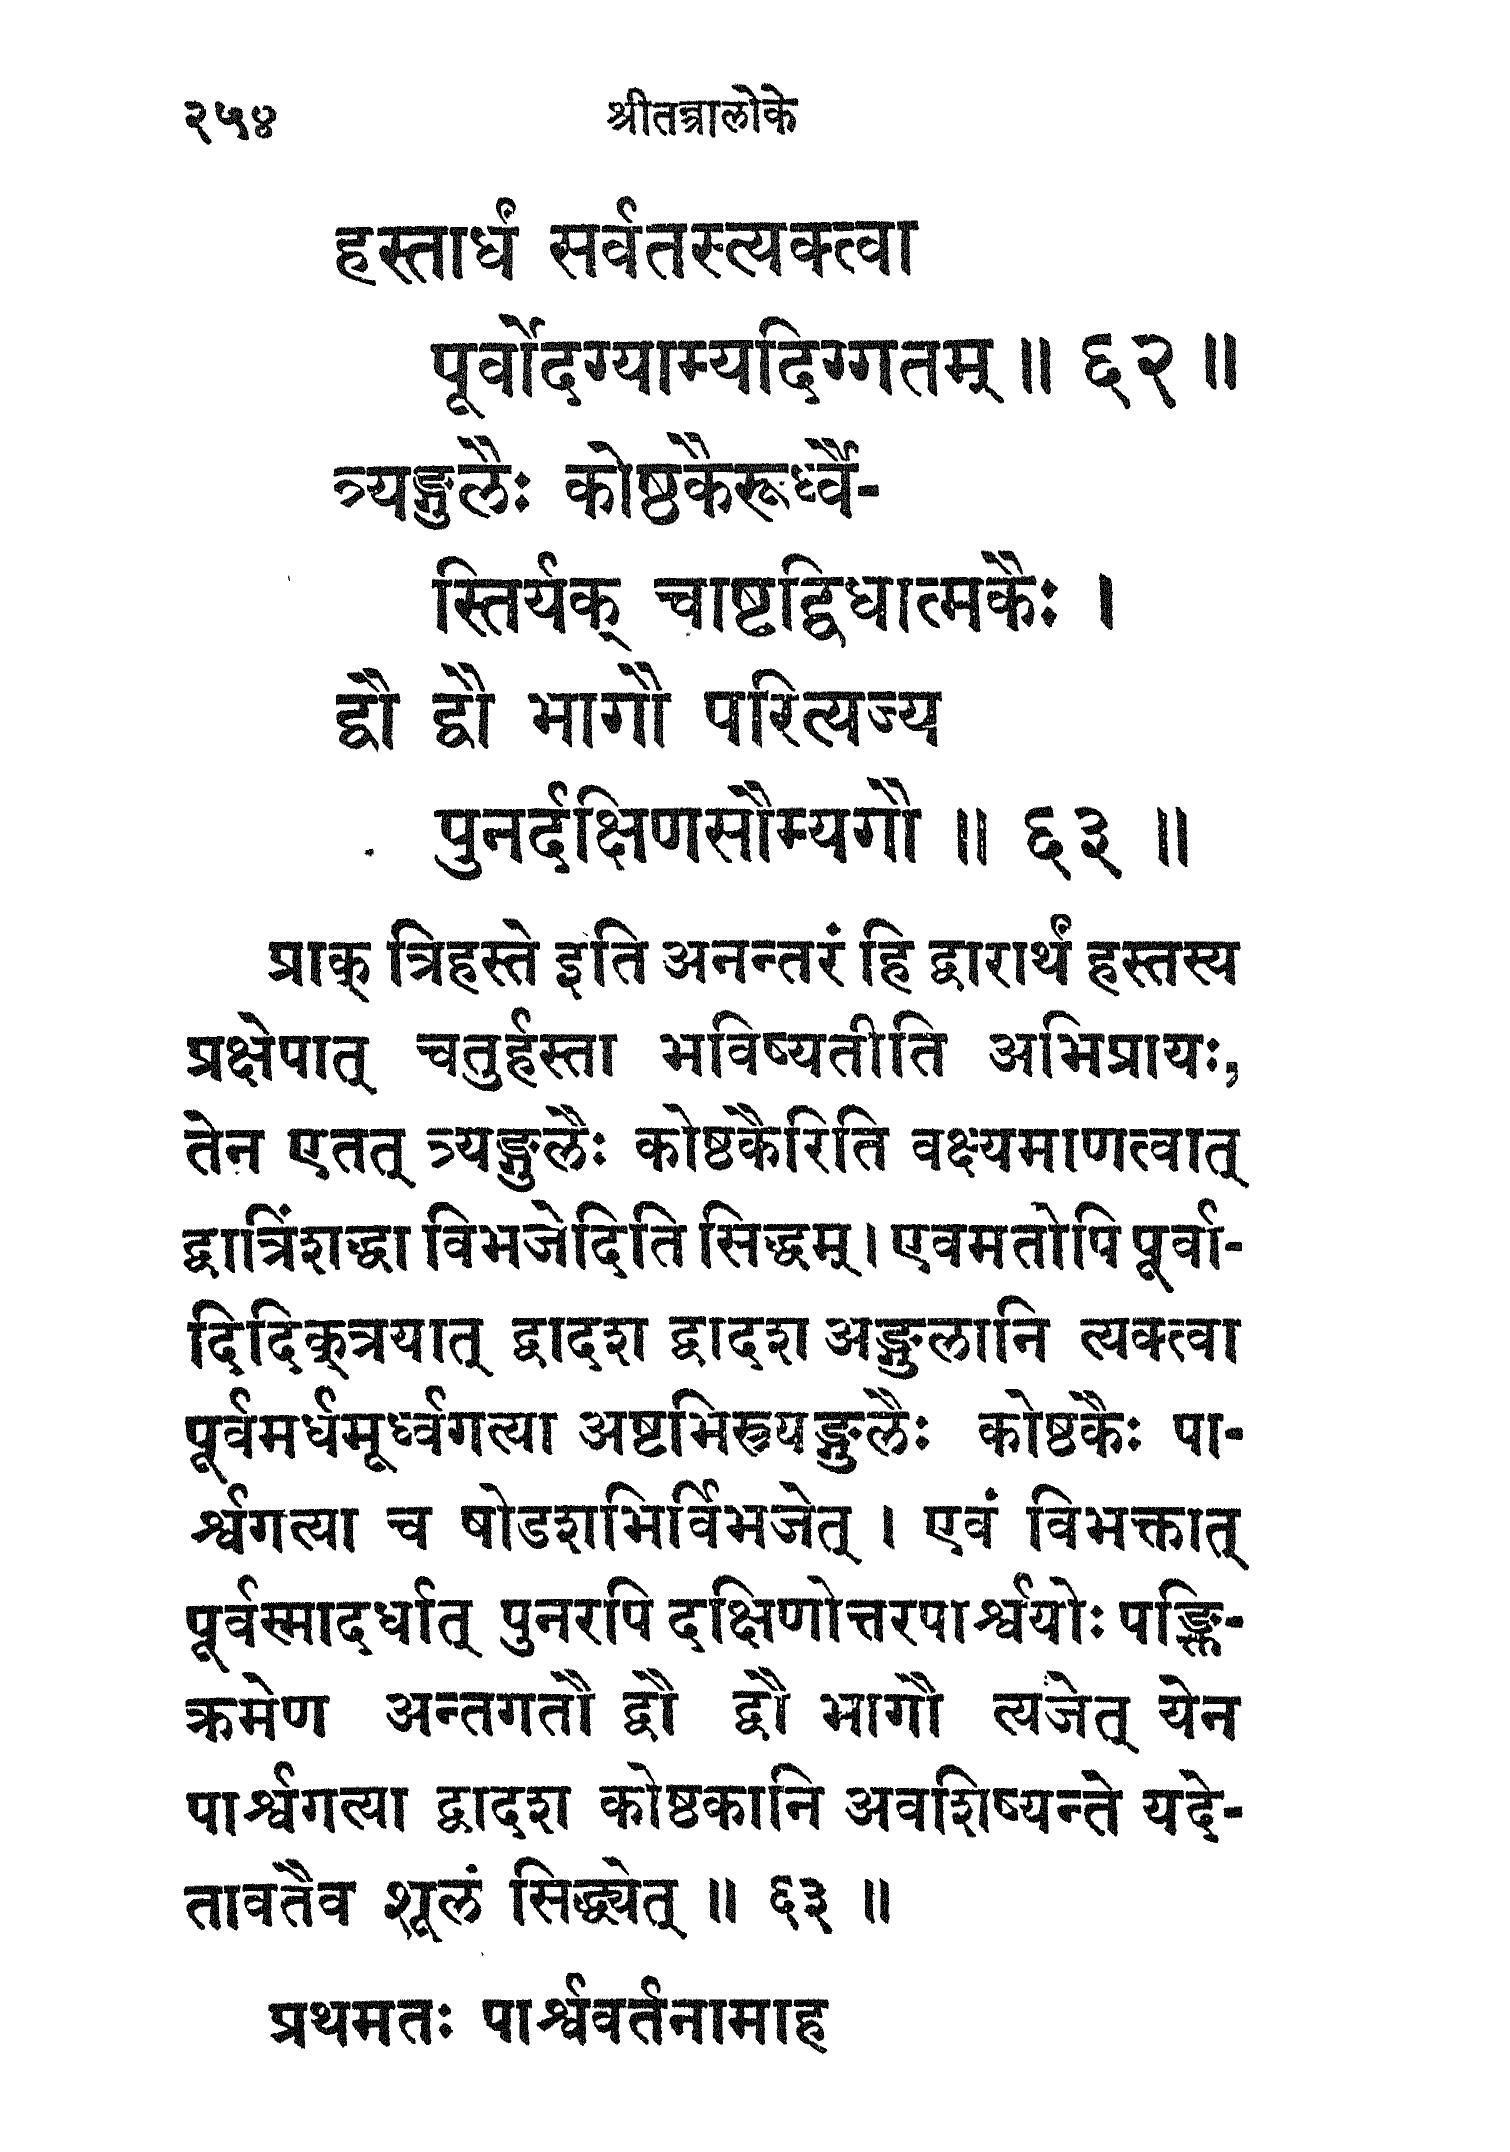 २५४ श्रीतन्त्रालोके
हस्तार्धं सर्वतस्त्यक्त्वा
पूर्वोदग्याम्यदिग्गतम् ॥ ६२ ॥
त्र्यङ्गुलैः कोष्ठकैरूर्ध्वै-
स्तिर्यक् चाष्टद्विधात्मकैः ।
द्वौ द्वौ भागौ परित्यज्य
पुनर्दक्षिणसौम्यगौ ॥ ६३ ॥
प्राक् त्रिहस्ते इति अनन्तरं हि द्वारार्थं हस्तस्य
प्रक्षेपात् चतुर्हस्ता भविष्यतीति अभिप्रायः,
तेन एतत् त्र्यङ्गुलैः कोष्ठकैरिति वक्ष्यमाणत्वात्
द्वात्रिंशद्धा विभजेदिति सिद्धम् । एवमतोपि पूर्वा-
दिदिक्त्रयात् द्वादश द्वादश अङ्गुलानि त्यक्त्वा
पूर्वमर्धमूर्ध्वगत्या अष्टभिस्त्र्यङ्गुलैः कोष्ठकैः पा-
र्श्वगत्या च षोडशभिर्विभजेत् । एवं विभक्तात्
पूर्वस्मादर्धात् पुनरपि दक्षिणोत्तरपार्श्वयोः पङ्क्ति-
क्रमेण अन्तगतौ द्वौ द्वौ भागौ त्यजेत् येन
पार्श्वगत्या द्वादश कोष्ठकानि अवशिष्यन्ते यदे-
तावतैव शूलं सिद्ध्येत् ॥ ६३ ॥
प्रथमतः पार्श्ववर्तनामाह